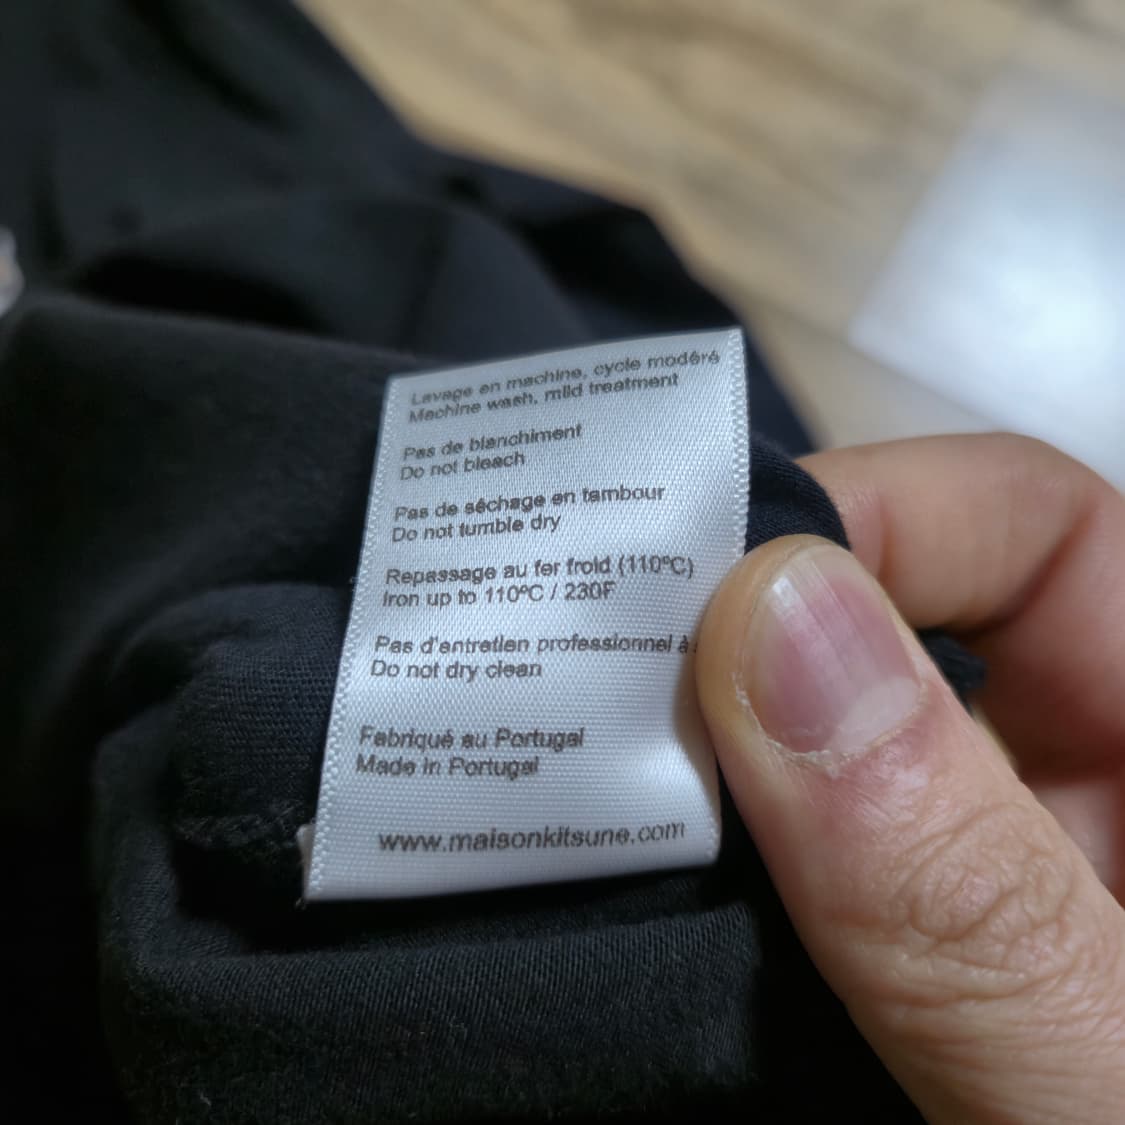 Lavage en machine, cycle modéré
Machine wash, mild treatment
Pas de blanchiment
Do not bleach
Pas de séchage en tambour
Do not tumble dry
Repassage au fer froid (110ºC)
Iron up to 110ºC / 230F
Pas d'entretien professionnel à
Do not dry clean
Fabriqué au Portugal
Made in Portugal
www.maisonkitsune.com